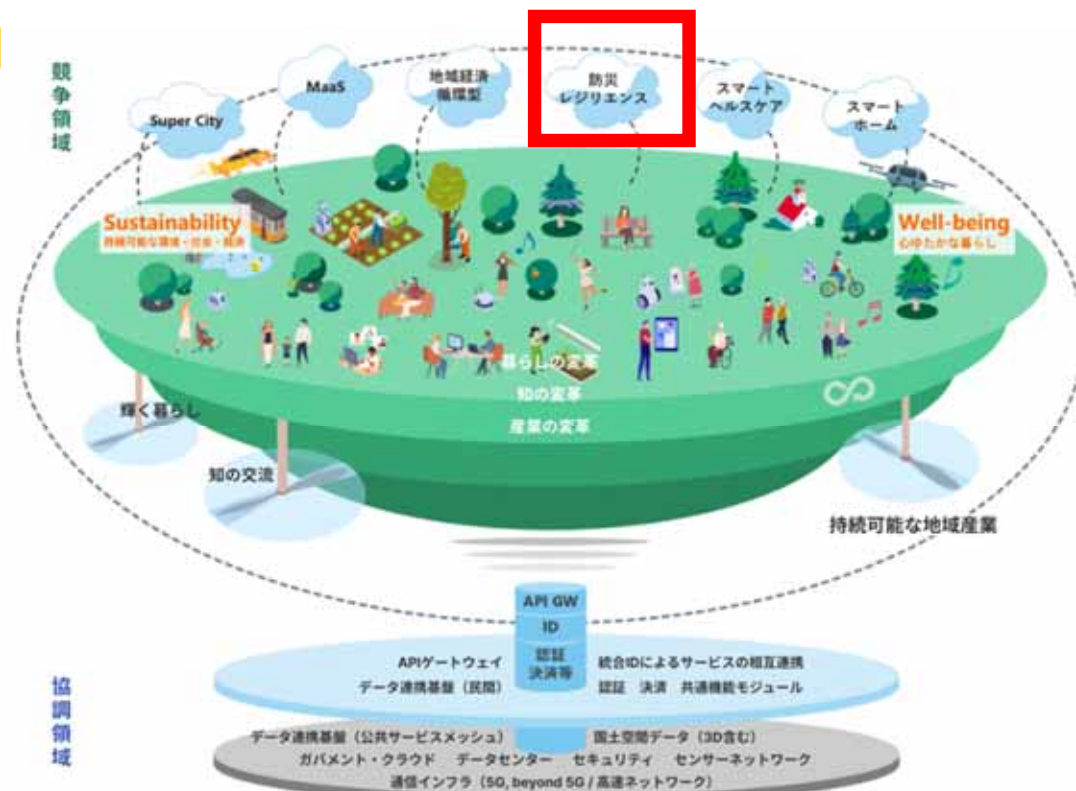 競争領域
Super City
MaaS
地域経済
循環型
防災
レジリエンス
スマート
ヘルスケア
スマート
ホーム
Sustainability
持続可能な環境・社会・経済
Well-being
心ゆたかな暮らし
暮らしの変革
知の変革
産業の変革
輝く暮らし
知の交流
持続可能な地域産業
協調領域
API GW
ID
認証
決済等
APIゲートウェイ
統合IDによるサービスの相互連携
データ連携基盤（民間）
認証 決済 共通機能モジュール
データ連携基盤（公共サービスメッシュ）
国土空間データ（3D含む）
ガバメント・クラウド データセンター セキュリティ センサーネットワーク
通信インフラ（5G, beyond 5G / 高速ネットワーク）